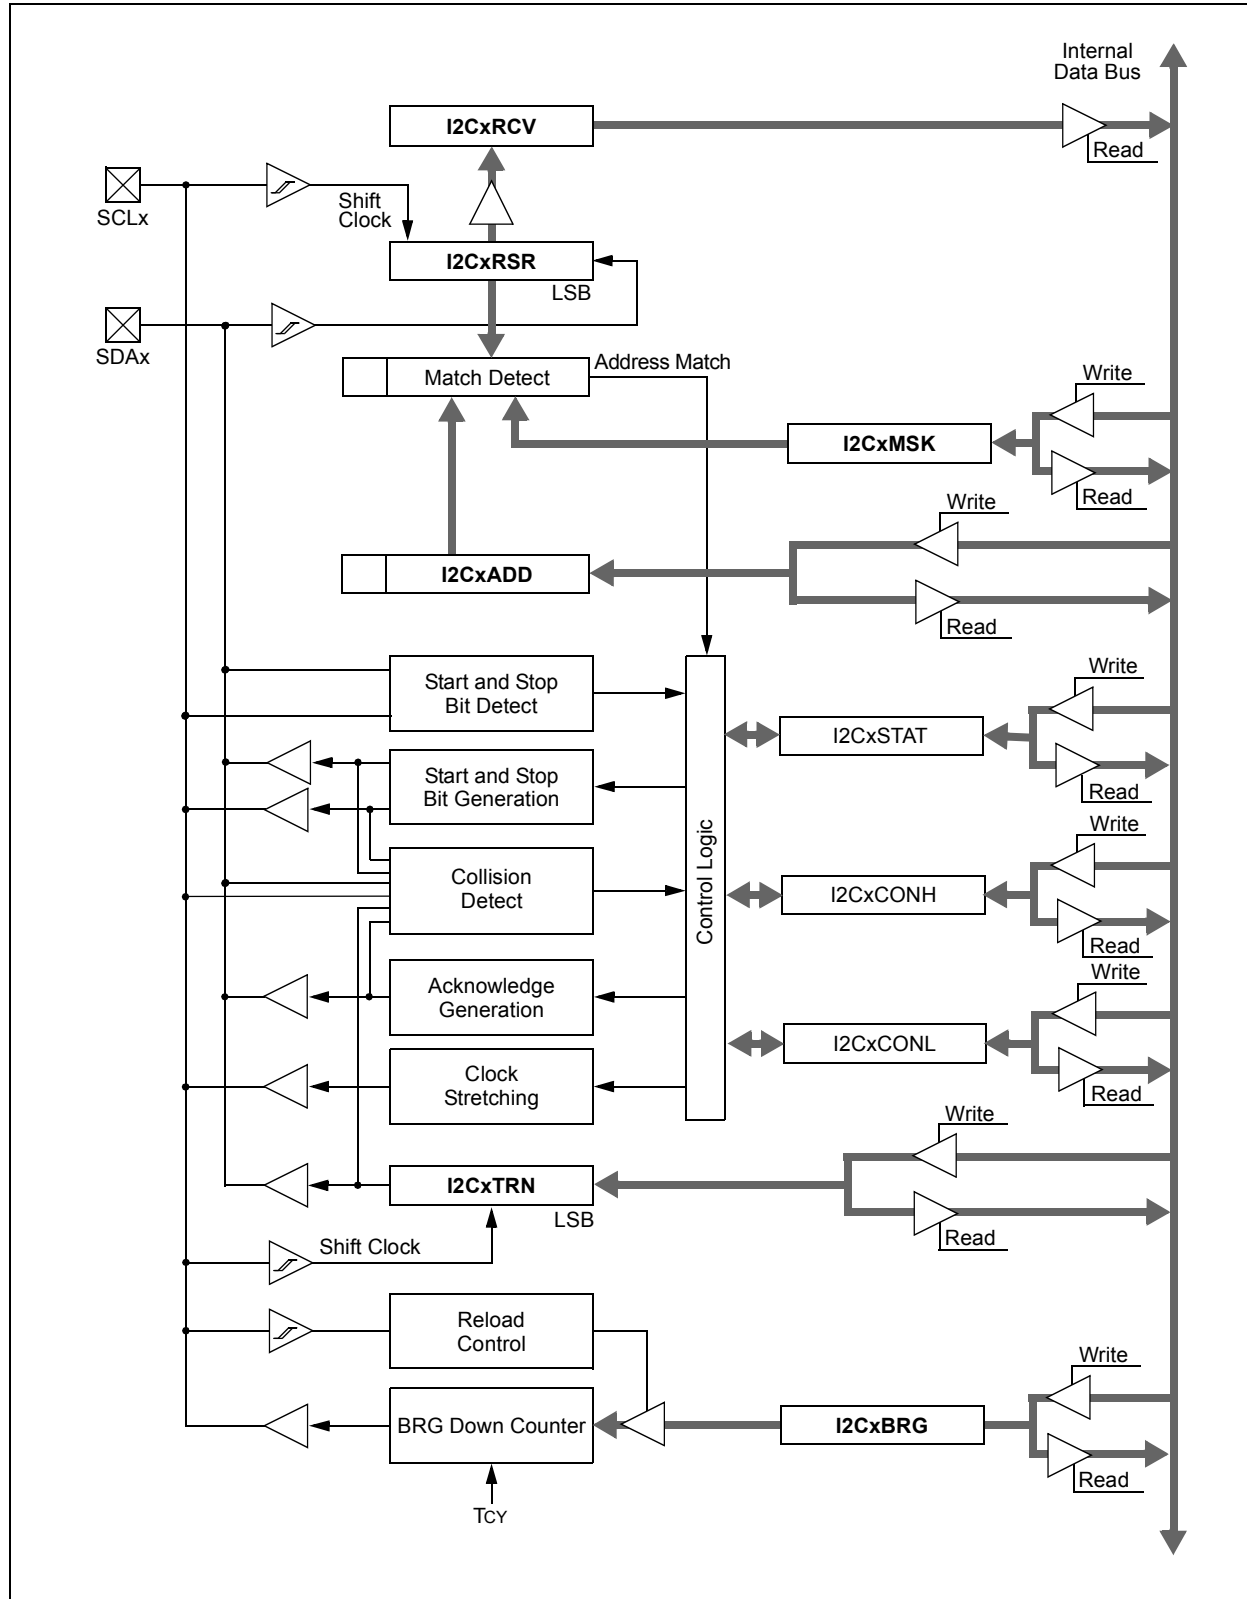 Internal
Data Bus
I2CxRCV
Read
SCLx
Shift
Clock
I2CxRSR
LSB
SDAx
Match Detect
Address Match
Write
I2CxMSK
Read
Write
I2CxADD
Read
Start and Stop
Bit Detect
Write
I2CxSTAT
Read
Start and Stop
Bit Generation
Control Logic
Write
Collision
Detect
I2CxCONH
Read
Acknowledge
Generation
Write
I2CxCONL
Read
Clock
Stretching
Write
I2CxTRN
LSB
Read
Shift Clock
Reload
Control
Write
BRG Down Counter
I2CxBRG
Read
TCY